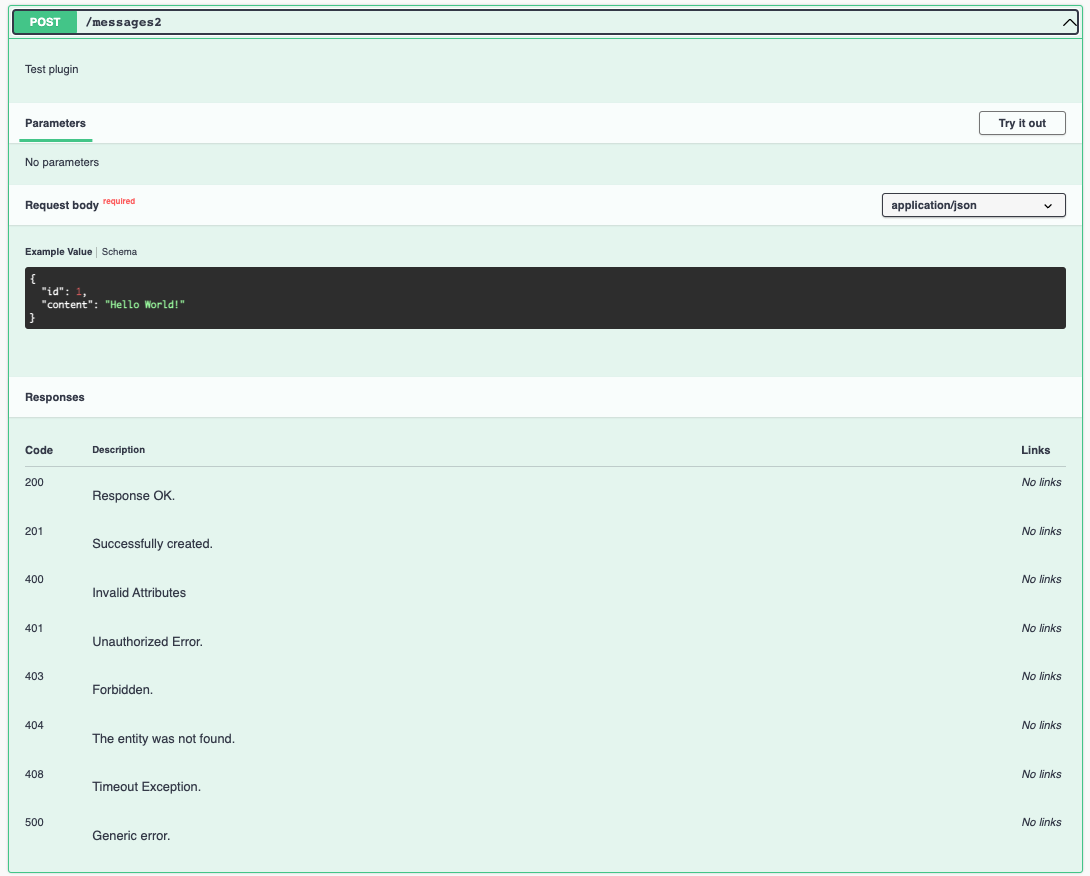 POST /messages2
Test plugin
Parameters Try it out
No parameters
Request body required application/json
Example Value Schema
{
"id": 1,
"content": "Hello World!"
}
Responses
Code Description Links
200 Response OK. No links
201 Successfully created. No links
400 Invalid Attributes No links
401 Unauthorized Error. No links
403 Forbidden. No links
404 The entity was not found. No links
408 Timeout Exception. No links
500 Generic error. No links